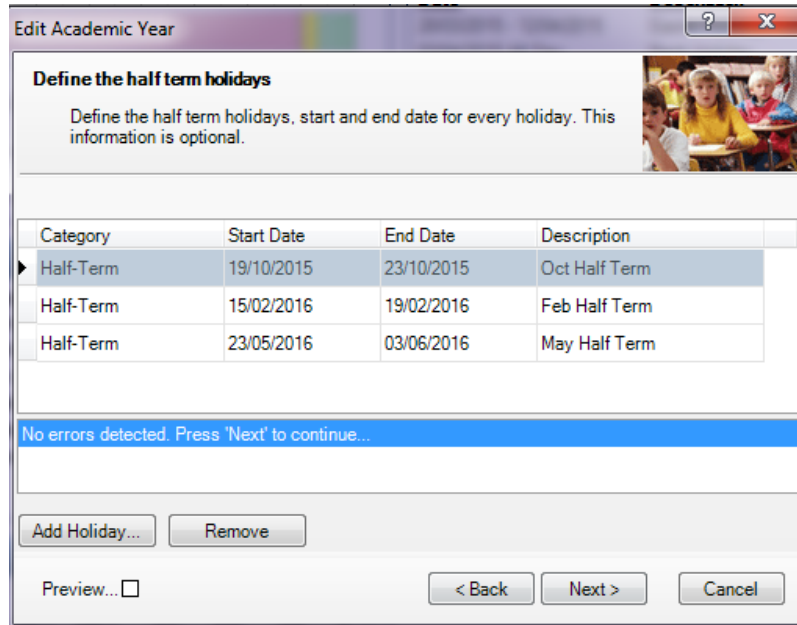 Edit Academic Year
? X
Define the half term holidays
Define the half term holidays, start and end date for every holiday. This
information is optional.
Category Start Date End Date Description
Half-Term 19/10/2015 23/10/2015 Oct Half Term
Half-Term 15/02/2016 19/02/2016 Feb Half Term
Half-Term 23/05/2016 03/06/2016 May Half Term
No errors detected. Press 'Next' to continue...
Add Holiday... Remove
Preview... < Back Next > Cancel